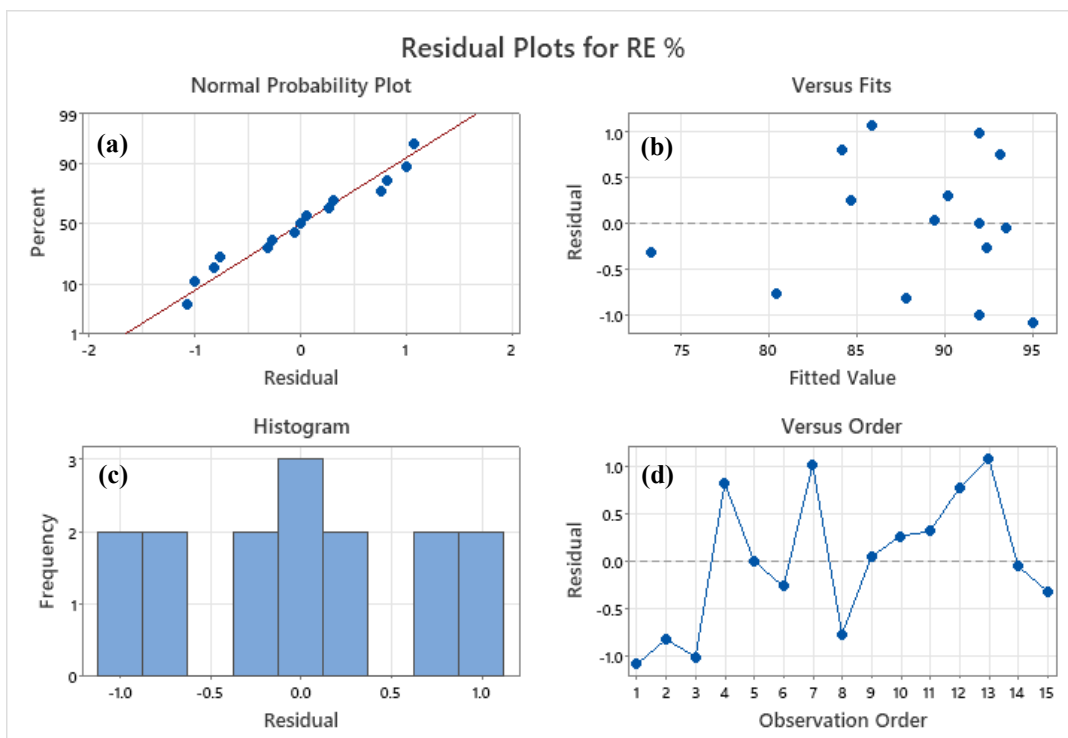 Residual Plots for RE %
Normal Probability Plot
(a)
Percent
99
90
50
10
1
-2 -1 0 1 2
Residual
Versus Fits
(b)
Residual
1.0
0.5
0.0
-0.5
-1.0
75 80 85 90 95
Fitted Value
Histogram
(c)
Frequency
3
2
1
0
-1.0 -0.5 0.0 0.5 1.0
Residual
Versus Order
(d)
Residual
1.0
0.5
0.0
-0.5
-1.0
1 2 3 4 5 6 7 8 9 10 11 12 13 14 15
Observation Order